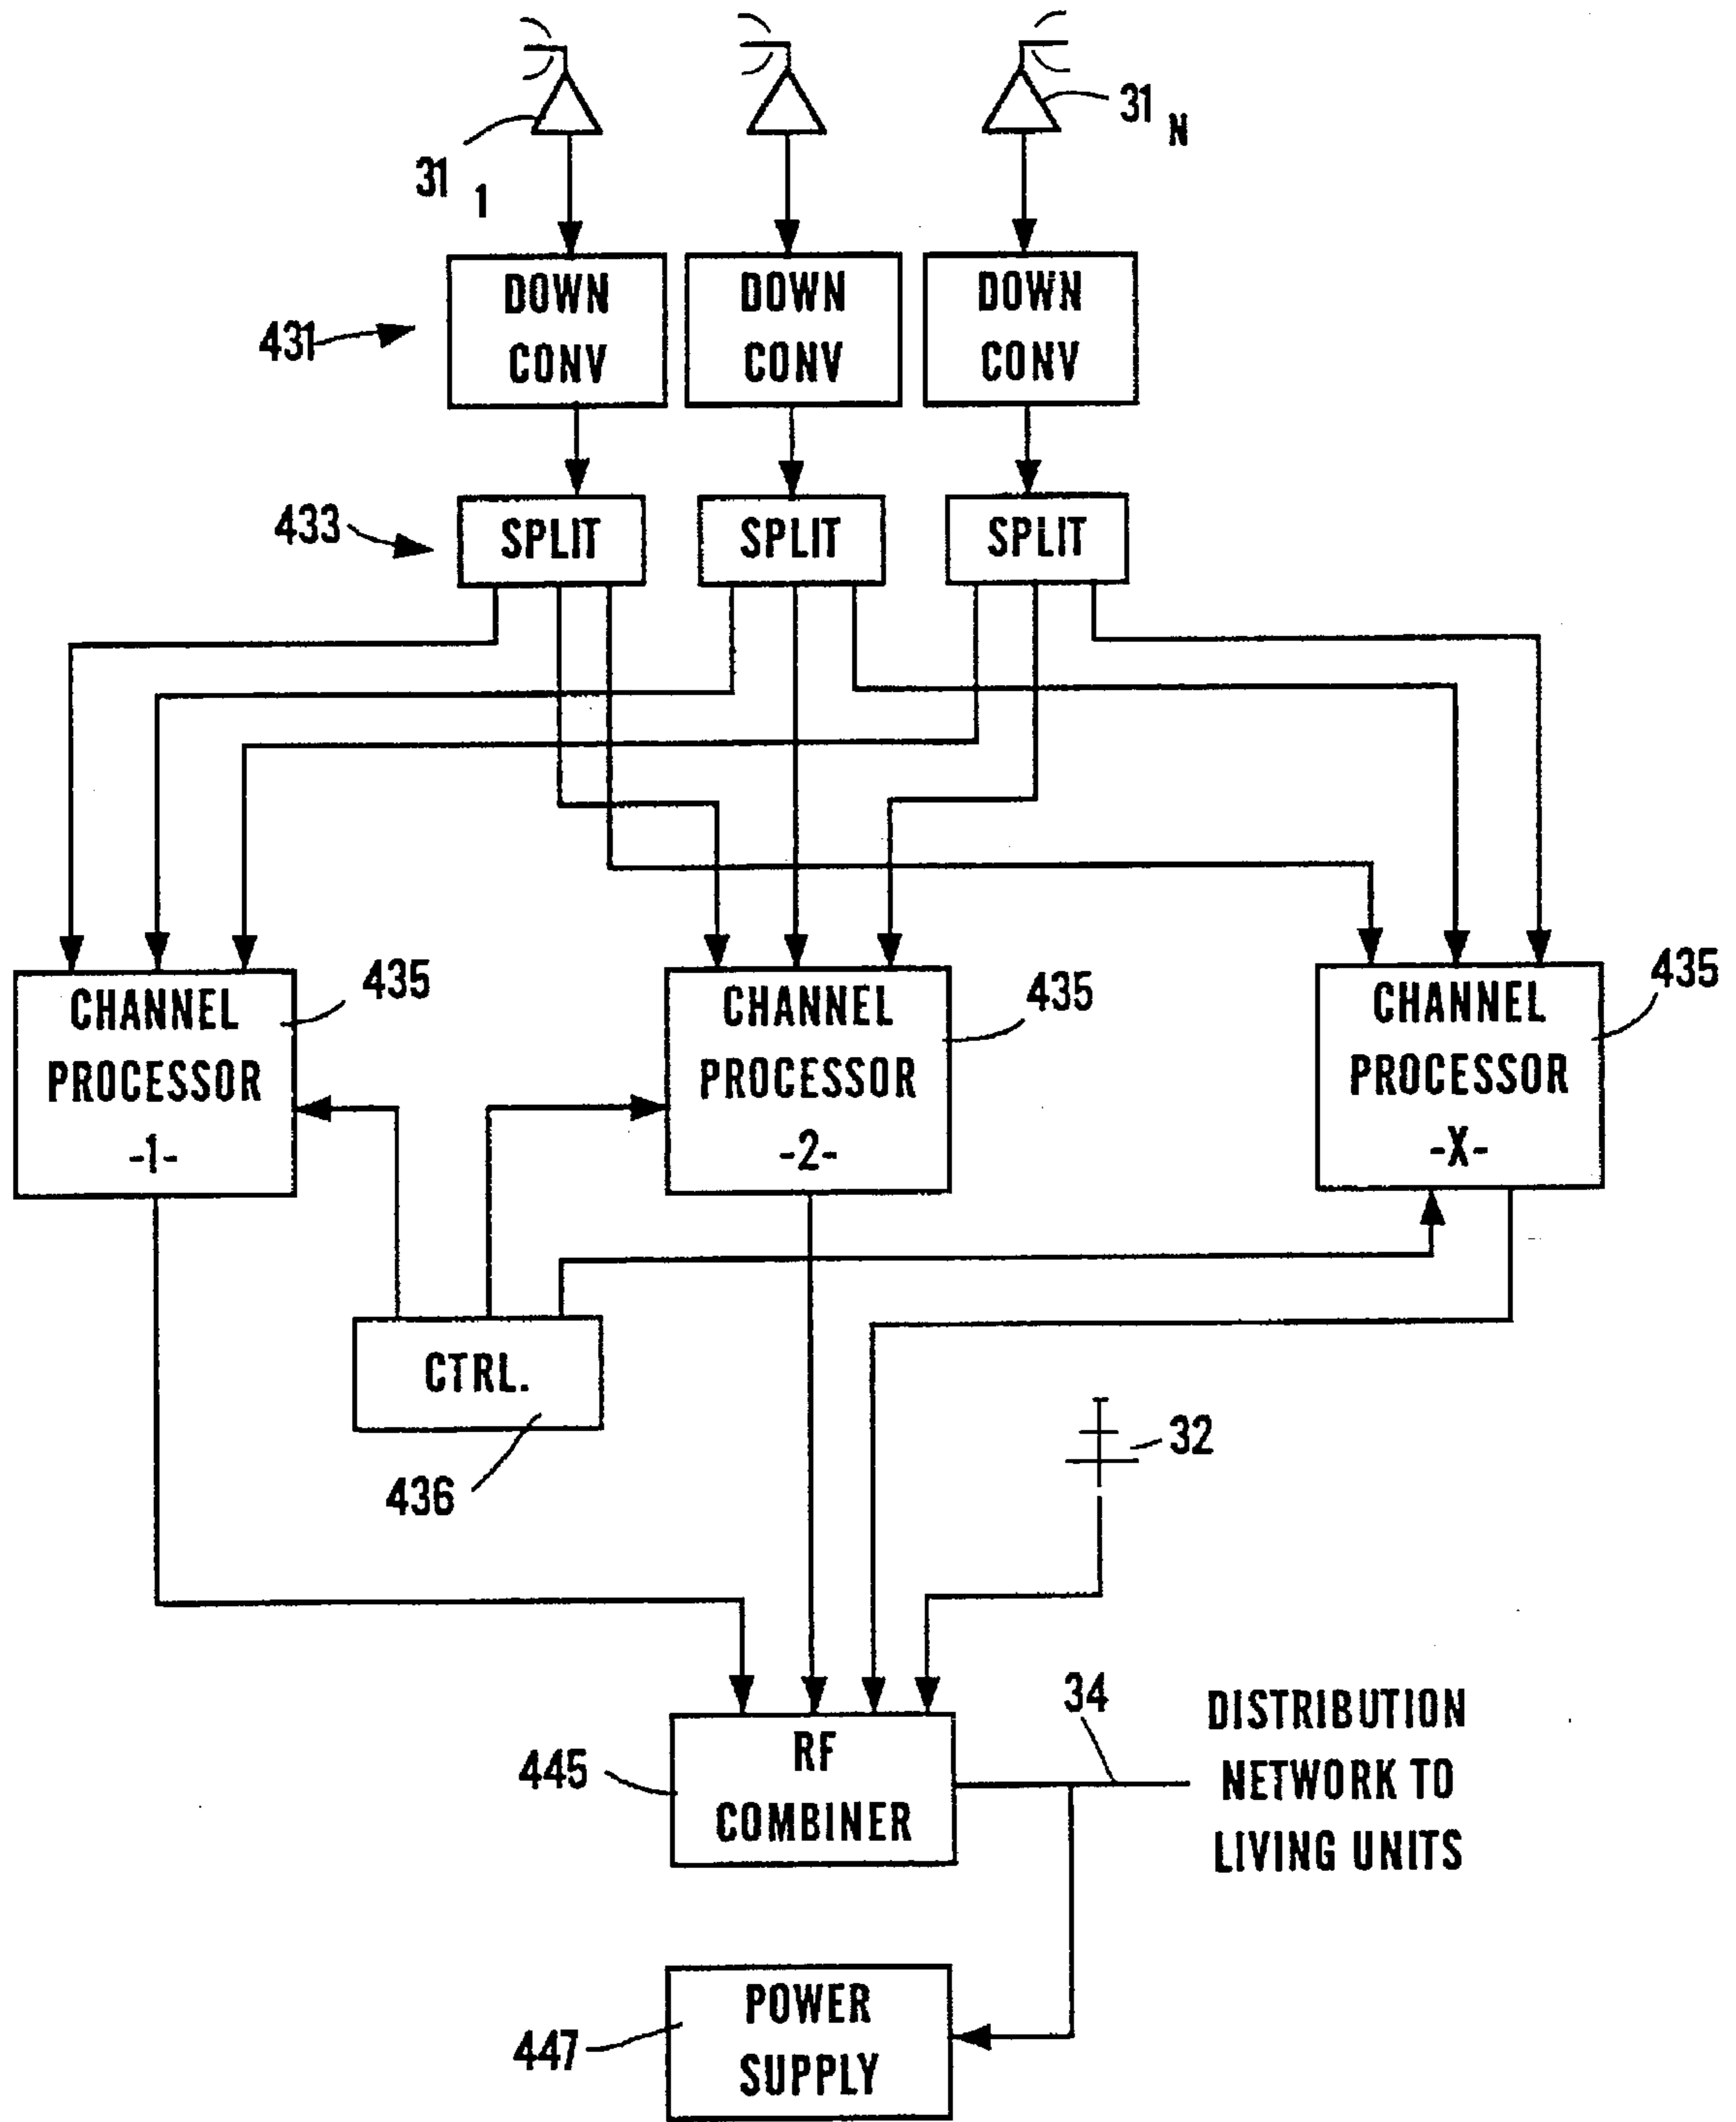 31 1
31 N
DOWN
CONV
DOWN
CONV
DOWN
CONV
431
SPLIT
SPLIT
SPLIT
433
CHANNEL
PROCESSOR
-1-
435
CHANNEL
PROCESSOR
-2-
435
CHANNEL
PROCESSOR
-X-
435
CTRL.
436
32
RF
COMBINER
445
34
DISTRIBUTION
NETWORK TO
LIVING UNITS
POWER
SUPPLY
447